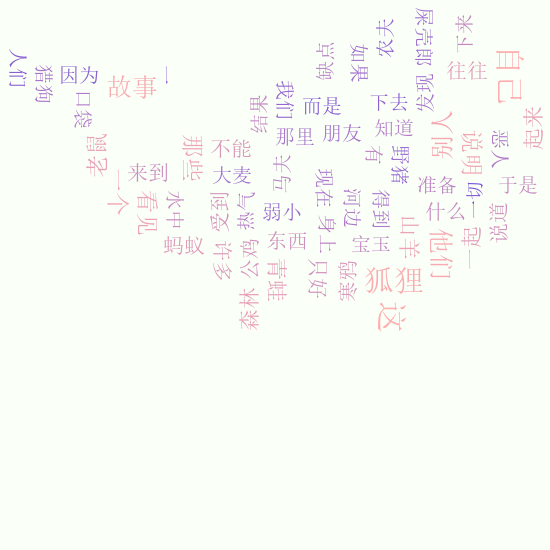 人们
猎狗
因为
一
口袋
故事
老鹰
一个
来到
看见
水中
蚂蚁
那些
不能
大麦
受到
热气
许多
公鸡
森林
结果
我们
而是
那里
朋友
马夫
弱小
东西
青蛙
现在
身上
只好
缺点
如果
农夫
屎壳郎
下来
往往
自己
发现
下去
知道
有
野猪
河边
得到
宝玉
寒鸦
狐狸
这
山羊
他们
别人
说明
恶人
起来
准备
一切
于是
什么
说道
一起